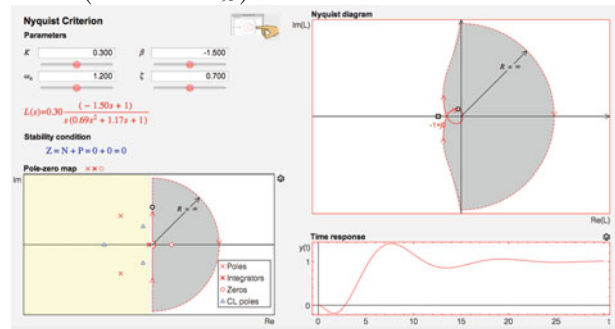 Nyquist Criterion
Parameters
K 0.300 β -1.500
ωn 1.200 ζ 0.700
L(s)=0.30 (-1.50s+1) / s(0.69s²+1.17s+1)
Stability condition
Z=N+P=0+0=0
Pole-zero map ××○
Im
R=∞
× Poles
× Integrators
○ Zeros
△ CL poles
Re
Nyquist diagram
Im(L)
R=∞
-1+j0
Re(L)
Time response
y(t)
1
0
0 5 10 15 20 25 t